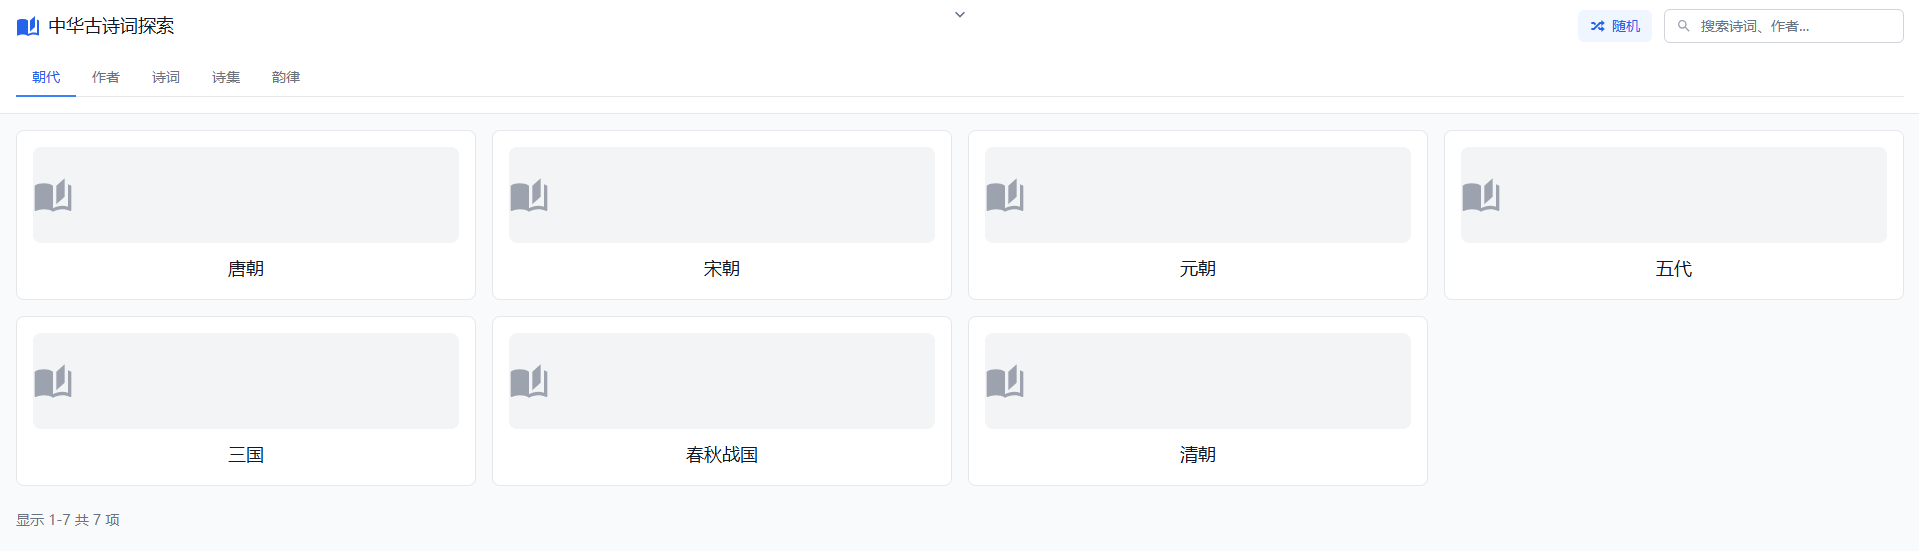 中华古诗词探索
随机
搜索诗词、作者...
朝代 作者 诗词 诗集 韵律
唐朝 宋朝 元朝 五代
三国 春秋战国 清朝
显示 1-7 共 7 项